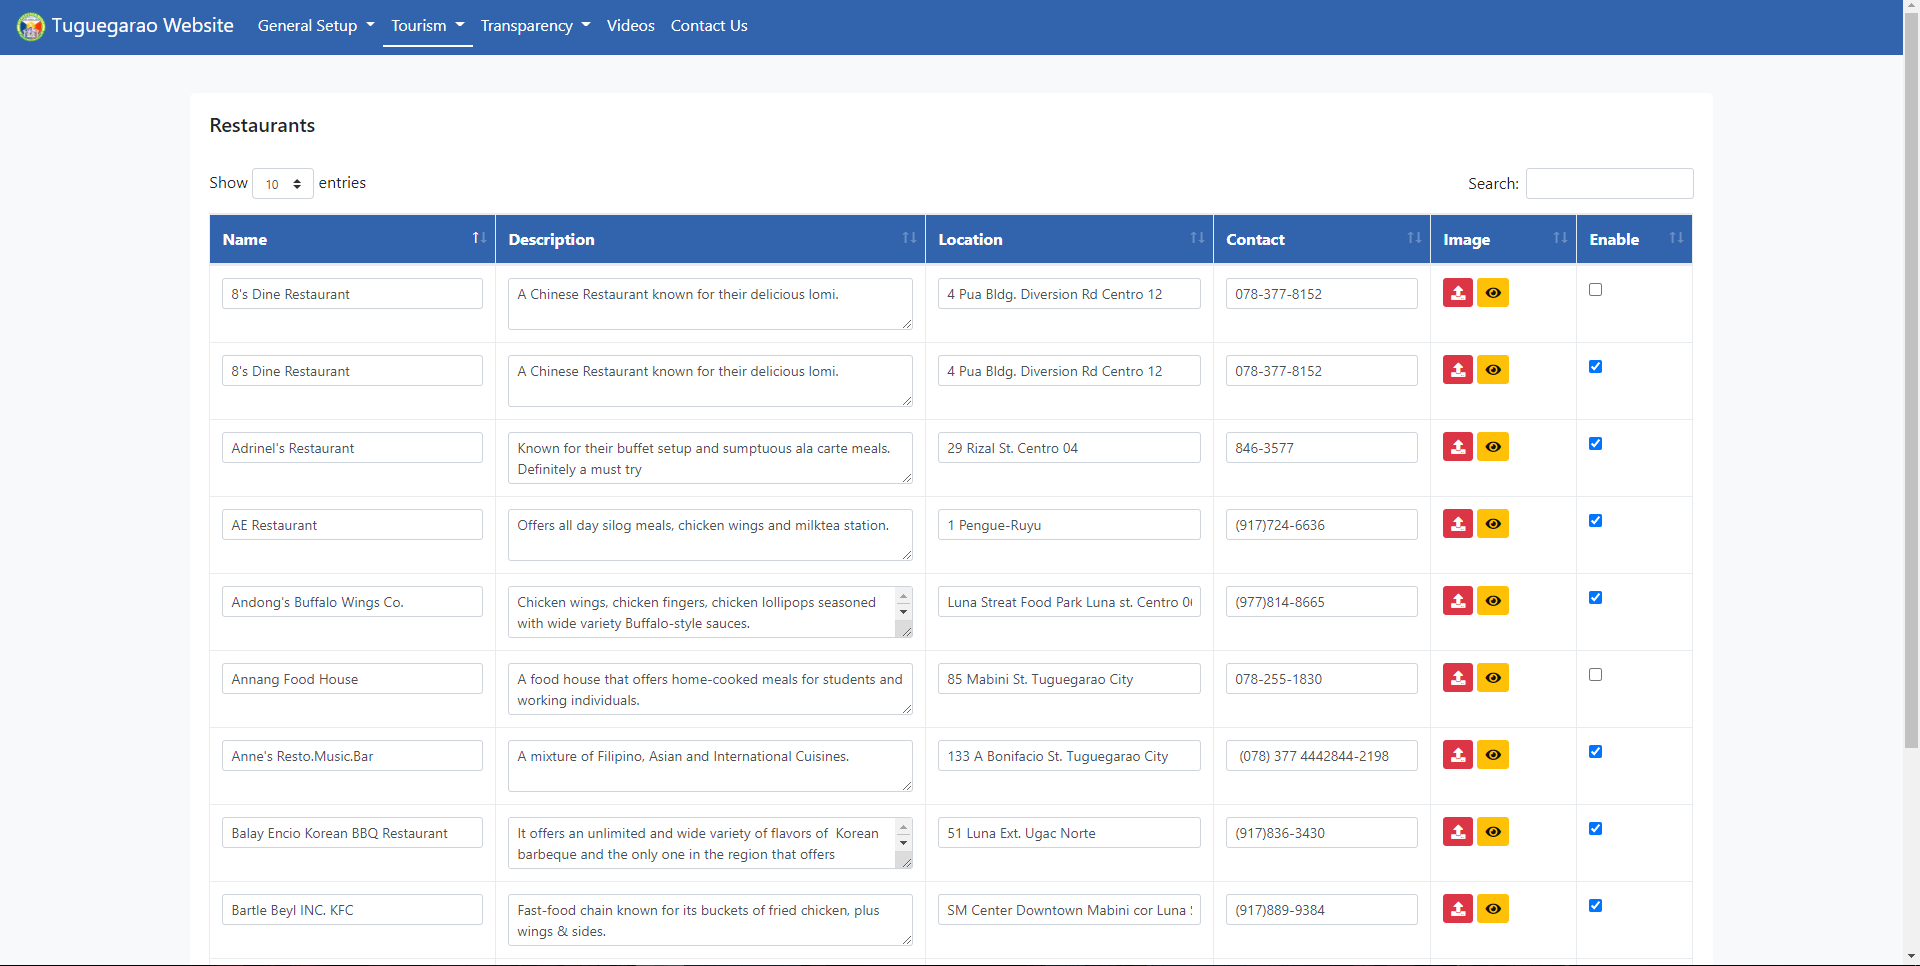 Tuguegarao Website General Setup Tourism Transparency Videos Contact Us
Restaurants
Show 10 entries Search:
Name Description Location Contact Image Enable
8's Dine Restaurant A Chinese Restaurant known for their delicious lomi. 4 Pua Bldg. Diversion Rd Centro 12 078-377-8152
8's Dine Restaurant A Chinese Restaurant known for their delicious lomi. 4 Pua Bldg. Diversion Rd Centro 12 078-377-8152
Adrinel's Restaurant Known for their buffet setup and sumptuous ala carte meals. 29 Rizal St. Centro 04 846-3577
Definitely a must try
AE Restaurant Offers all day silog meals, chicken wings and milktea station. 1 Pengue-Ruyu (917)724-6636
Andong's Buffalo Wings Co. Chicken wings, chicken fingers, chicken lollipops seasoned Luna Streat Food Park Luna st. Centro (977)814-8665
with wide variety Buffalo-style sauces.
Annang Food House A food house that offers home-cooked meals for students and 85 Mabini St. Tuguegarao City 078-255-1830
working individuals.
Anne's Resto.Music.Bar A mixture of Filipino, Asian and International Cuisines. 133 A Bonifacio St. Tuguegarao City (078) 377 4442844-2198
Balay Encio Korean BBQ Restaurant It offers an unlimited and wide variety of flavors of Korean 51 Luna Ext. Ugac Norte (917)836-3430
barbeque and the only one in the region that offers
Bartle Beyl INC. KFC Fast-food chain known for its buckets of fried chicken, plus SM Center Downtown Mabini cor Luna (917)889-9384
wings & sides.